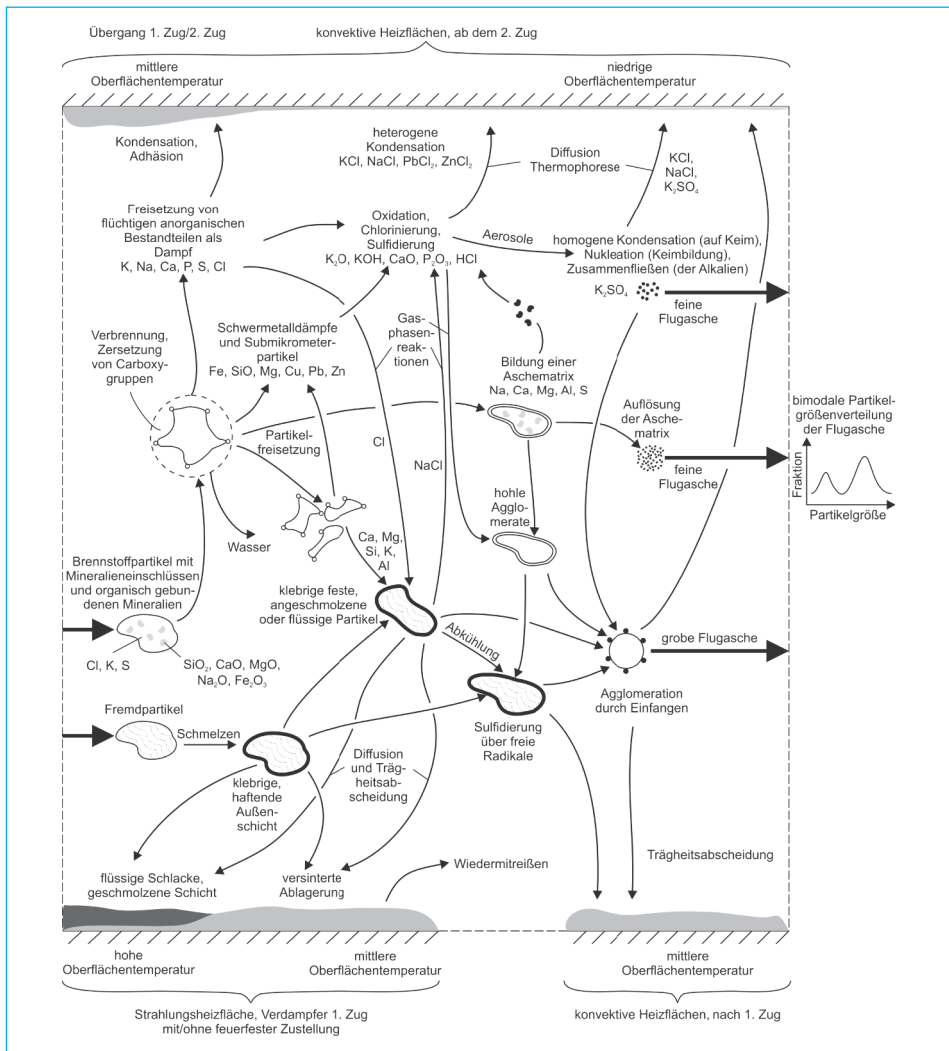 Übergang 1. Zug/2. Zug
konvektive Heizflächen, ab dem 2. Zug
mittlere
Oberflächentemperatur
niedrige
Oberflächentemperatur
Kondensation,
Adhäsion
heterogene
Kondensation
KCl, NaCl, PbCl₂, ZnCl₂
Diffusion
Thermophorese
KCl,
NaCl,
K₂SO₄
Freisetzung von
flüchtigen anorganischen
Bestandteilen als
Dampf
K, Na, Ca, P, S, Cl
Oxidation,
Chlorinierung,
Sulfidierung
K₂O, KOH, CaO, P₂O₃, HCl
Aerosole
homogene Kondensation (auf Keim),
Nukleation (Keimbildung),
Zusammenfließen (der Alkalien)
K₂SO₄
feine
Flugasche
Verbrennung,
Zersetzung
von Carboxy-
gruppen
Schwermetalldämpfe
und Submikrometer-
partikel
Fe, SiO, Mg, Cu, Pb, Zn
Gas-
phasen-
reak-
tionen
Bildung einer
Aschematrix
Na, Ca, Mg, Al, S
Auflösung
der Asche-
matrix
feine
Flugasche
bimodale Partikel-
größenverteilung
der Flugasche
Fraktion
Partikelgröße
Partikel-
freisetzung
Cl
NaCl
hohle
Agglo-
merate
Wasser
Ca, Mg,
Si, K,
Al
Brennstoffpartikel mit
Mineralieneinschlüssen
und organisch gebun-
denen Mineralien
klebrige feste,
angeschmolzene
oder flüssige Partikel
Abkühlung
grobe Flugasche
Cl, K, S
SiO₂, CaO, MgO,
Na₂O, Fe₂O₃
Agglomeration
durch Einfangen
Fremdpartikel
Schmelzen
Sulfidierung
über freie
Radikale
klebrige,
haftende
Außen-
schicht
Diffusion
und Träg-
heitsab-
scheidung
Trägheitsabscheidung
flüssige Schlacke,
geschmolzene Schicht
versinterte
Ablagerung
Wiedermitreißen
hohe
Oberflächentemperatur
mittlere
Oberflächentemperatur
mittlere
Oberflächentemperatur
Strahlungsheizfläche, Verdampfer 1. Zug
mit/ohne feuerfester Zustellung
konvektive Heizflächen, nach 1. Zug